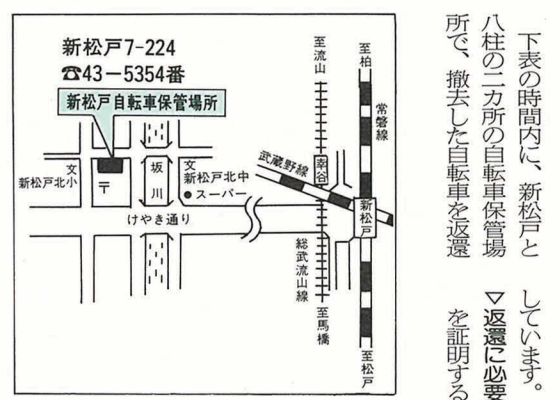 下表の時間内に、新松戸と
八柱の二カ所の自転車保管場
所で、撤去した自転車を返還
しています。
▽返還に必要
を証明する
新松戸7-224
☎43-5354番
新松戸自転車保管場所
至流山
至柏
常磐線
文
新松戸北小
〒
坂川
文
新松戸北中
スーパー
武蔵野線
幸谷
新松戸
けやき通り
総武流山線
至馬橋
至松戸